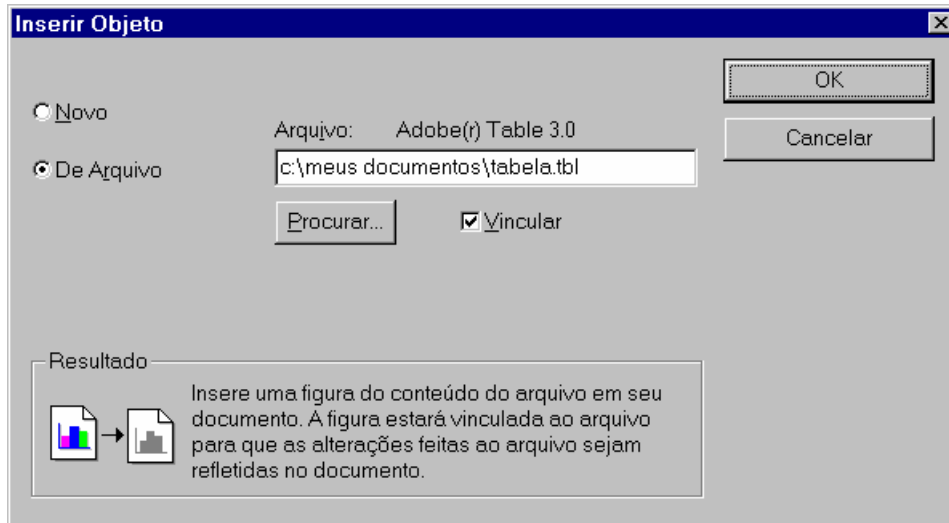 Inserir Objeto
Novo
De Arquivo
Arquivo: Adobe(r) Table 3.0
c:\meus documentos\tabela.tbl
Procurar...
Vincular
OK
Cancelar
Resultado
Insere uma figura do conteúdo do arquivo em seu
documento. A figura estará vinculada ao arquivo
para que as alterações feitas ao arquivo sejam
refletidas no documento.